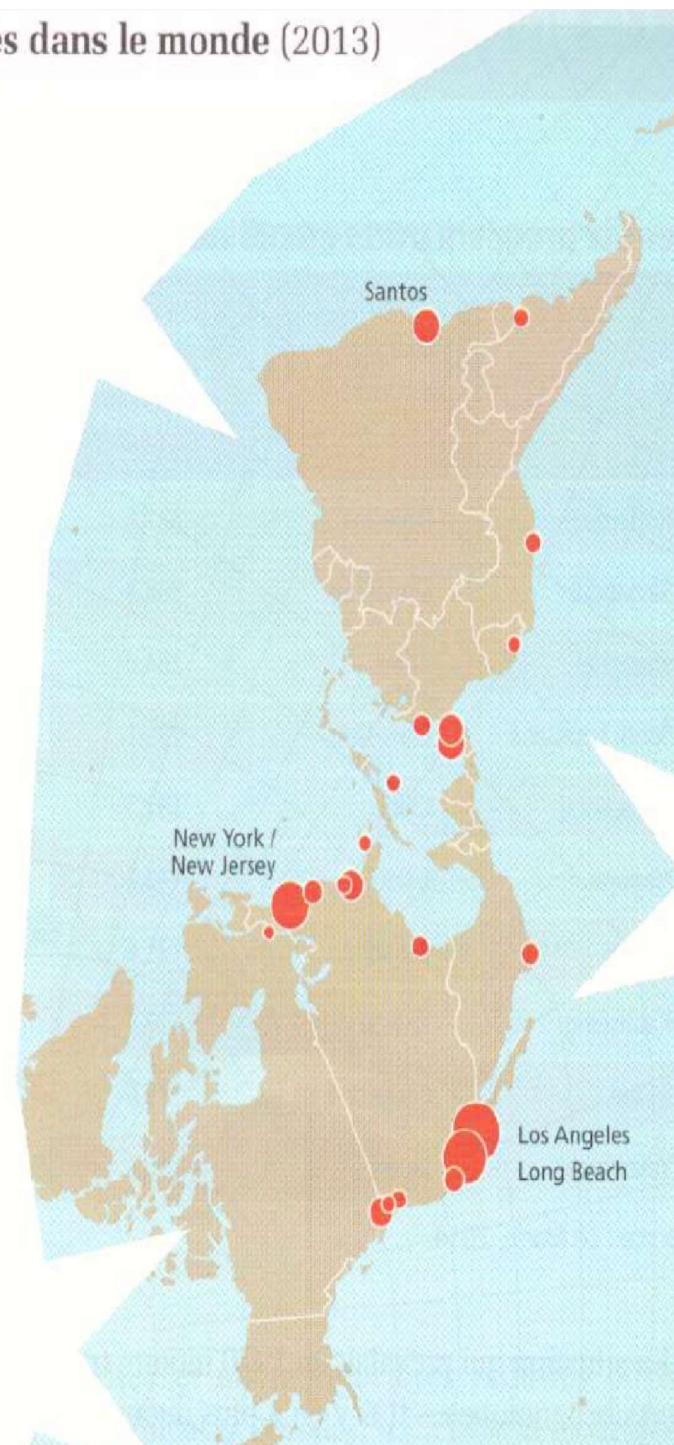 es dans le monde (2013)
Santos
New York /
New Jersey
Los Angeles
Long Beach